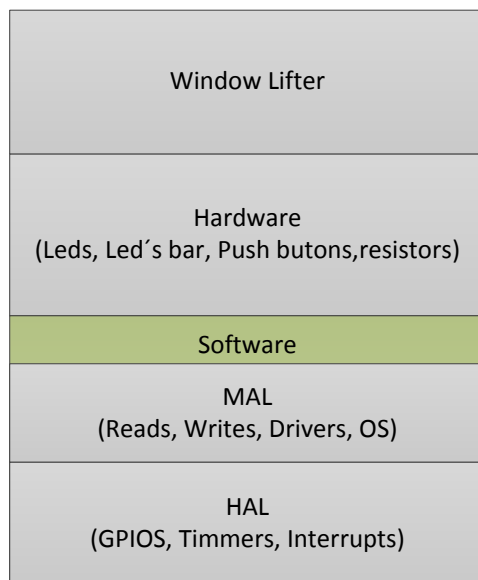 Window Lifter
Hardware
(Leds, Led´s bar, Push butons,resistors)
Software
MAL
(Reads, Writes, Drivers, OS)
HAL
(GPIOS, Timmers, Interrupts)